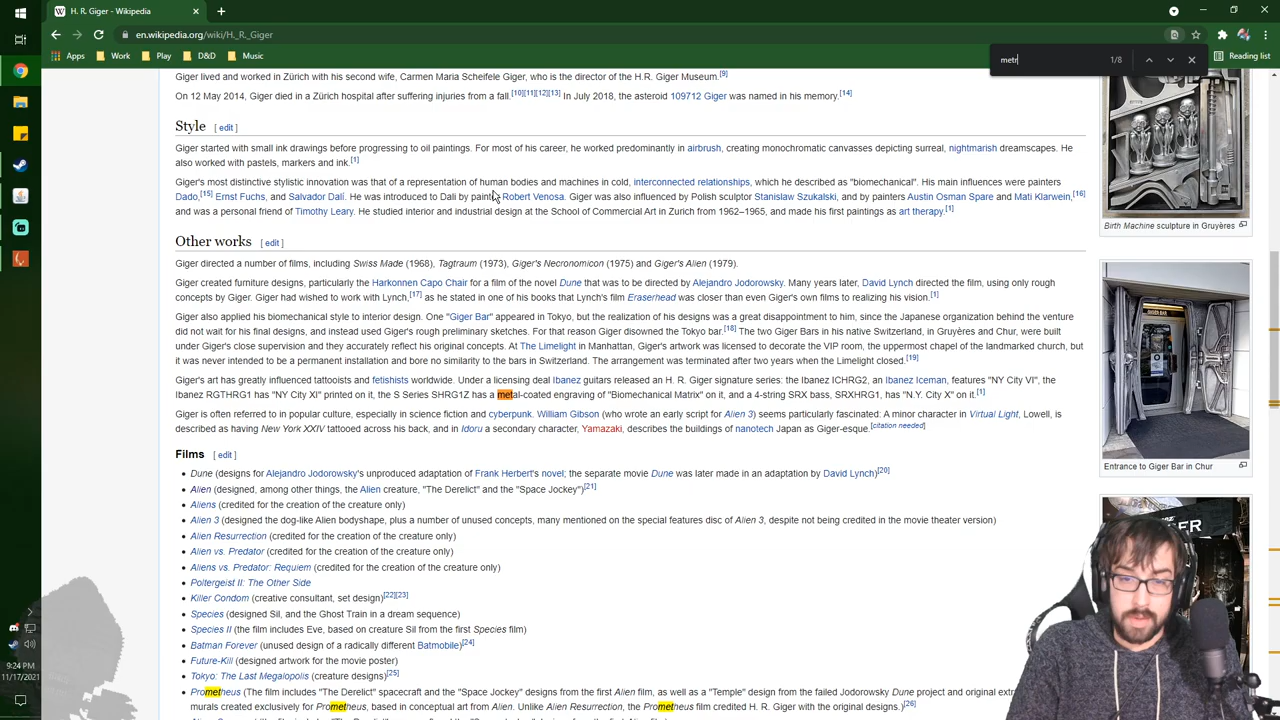 H. R. Giger - Wikipedia
en.wikipedia.org/wiki/H._R._Giger
Apps Work Play D&D Music Reading list
metr 1/8
Giger lived and worked in Zürich with his second wife, Carmen Maria Scheifele Giger, who is the director of the H.R. Giger Museum.[9]
On 12 May 2014, Giger died in a Zürich hospital after suffering injuries from a fall.[10][11][12][13] In July 2018, the asteroid 109712 Giger was named in his memory.[14]
Style [ edit ]
Giger started with small ink drawings before progressing to oil paintings. For most of his career, he worked predominantly in airbrush, creating monochromatic canvasses depicting surreal, nightmarish dreamscapes. He
also worked with pastels, markers and ink.[1]
Giger's most distinctive stylistic innovation was that of a representation of human bodies and machines in cold, interconnected relationships, which he described as "biomechanical". His main influences were painters
Dado,[15] Ernst Fuchs, and Salvador Dalí. He was introduced to Dalí by painter Robert Venosa. Giger was also influenced by Polish sculptor Stanislaw Szukalski, and by painters Austin Osman Spare and Mati Klarwein,[16]
and was a personal friend of Timothy Leary. He studied interior and industrial design at the School of Commercial Art in Zurich from 1962–1965, and made his first paintings as art therapy.[1]
Other works [ edit ]
Giger directed a number of films, including Swiss Made (1968), Tagtraum (1973), Giger's Necronomicon (1975) and Giger's Alien (1979).
Giger created furniture designs, particularly the Harkonnen Capo Chair for a film of the novel Dune that was to be directed by Alejandro Jodorowsky. Many years later, David Lynch directed the film, using only rough
concepts by Giger. Giger had wished to work with Lynch,[17] as he stated in one of his books that Lynch's film Eraserhead was closer than even Giger's own films to realizing his vision.[1]
Giger also applied his biomechanical style to interior design. One "Giger Bar" appeared in Tokyo, but the realization of his designs was a great disappointment to him, since the Japanese organization behind the venture
did not wait for his final designs, and instead used Giger's rough preliminary sketches. For that reason Giger disowned the Tokyo bar.[18] The two Giger Bars in his native Switzerland, in Gruyères and Chur, were built
under Giger's close supervision and they accurately reflect his original concepts. At The Limelight in Manhattan, Giger's artwork was licensed to decorate the VIP room, the uppermost chapel of the landmarked church, but
it was never intended to be a permanent installation and bore no similarity to the bars in Switzerland. The arrangement was terminated after two years when the Limelight closed.[19]
Giger's art has greatly influenced tattooists and fetishists worldwide. Under a licensing deal Ibanez guitars released an H. R. Giger signature series: the Ibanez ICHRG2, an Ibanez Iceman, features "NY City VI", the
Ibanez RGTHRG1 has "NY City XI" printed on it, the S Series SHRG1Z has a metal-coated engraving of "Biomechanical Matrix" on it, and a 4-string SRX bass, SRXHRG1, has "N.Y. City X" on it.[1]
Giger is often referred to in popular culture, especially in science fiction and cyberpunk. William Gibson (who wrote an early script for Alien 3) seems particularly fascinated: A minor character in Virtual Light, Lowell, is
described as having New York XXIV tattooed across his back, and in Idoru a secondary character, Yamazaki, describes the buildings of nanotech Japan as Giger-esque.[citation needed]
Films [ edit ]
• Dune (designs for Alejandro Jodorowsky's unproduced adaptation of Frank Herbert's novel; the separate movie Dune was later made in an adaptation by David Lynch)[20]
• Alien (designed, among other things, the Alien creature, "The Derelict" and the "Space Jockey")[21]
• Aliens (credited for the creation of the creature only)
• Alien 3 (designed the dog-like Alien bodyshape, plus a number of unused concepts, many mentioned on the special features disc of Alien 3, despite not being credited in the movie theater version)
• Alien Resurrection (credited for the creation of the creature only)
• Alien vs. Predator (credited for the creation of the creature only)
• Aliens vs. Predator: Requiem (credited for the creation of the creature only)
• Poltergeist II: The Other Side
• Killer Condom (creative consultant, set design)[22][23]
• Species (designed Sil, and the Ghost Train in a dream sequence)
• Species II (the film includes Eve, based on creature Sil from the first Species film)
• Batman Forever (unused design of a radically different Batmobile)[24]
• Future-Kill (designed artwork for the movie poster)
• Tokyo: The Last Megalopolis (creature designs)[25]
• Prometheus (The film includes "The Derelict" spacecraft and the "Space Jockey" designs from the first Alien film, as well as a "Temple" design from the failed Jodorowsky Dune project and original
murals created exclusively for Prometheus, based in conceptual art from Alien. Unlike Alien Resurrection, the Prometheus film credited H. R. Giger with the original designs.)[26]
Birth Machine sculpture in Gruyères
GIGER BAR
Entrance to Giger Bar in Chur
9:24 PM
11/17/2021